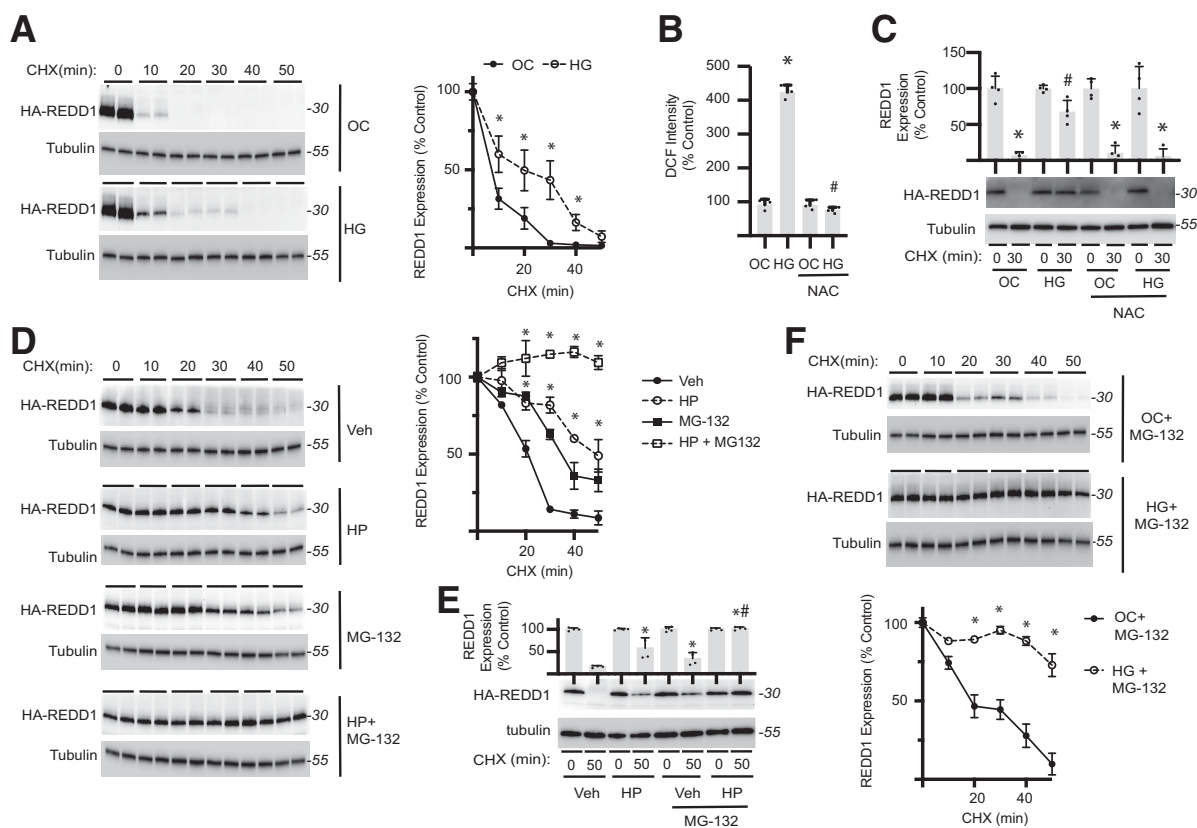 A
CHX(min): 0 10 20 30 40 50
HA-REDD1 -30
Tubulin -55
OC
HA-REDD1 -30
Tubulin -55
HG
OC HG
REDD1 Expression (% Control)
100
50
20 40
CHX (min)
* * * *
B
DCF Intensity
(% Control)
500
400
300
200
100
*
#
OC HG OC HG
NAC
C
REDD1
Expression
(% Control)
150
100
50
* # * *
HA-REDD1 -30
Tubulin -55
CHX (min): 0 30 0 30 0 30 0 30
OC HG OC HG
NAC
D
CHX(min): 0 10 20 30 40 50
HA-REDD1 -30
Tubulin -55
Veh
HA-REDD1 -30
Tubulin -55
HP
HA-REDD1 -30
Tubulin -55
MG-132
HA-REDD1 -30
Tubulin -55
HP+
MG-132
REDD1 Expression (% Control)
100
50
20 40
CHX (min)
* * * *
* * * *
Veh
HP
MG-132
HP + MG132
E
REDD1
Expression
(% Control)
100
50
* * *#
HA-REDD1 -30
tubulin -55
CHX (min): 0 50 0 50 0 50 0 50
Veh HP Veh HP
MG-132
F
CHX(min): 0 10 20 30 40 50
HA-REDD1 -30
Tubulin -55
OC+
MG-132
HA-REDD1 -30
Tubulin -55
HG+
MG-132
REDD1 Expression (% Control)
100
50
20 40
CHX (min)
* * * *
OC+
MG-132
HG +
MG-132